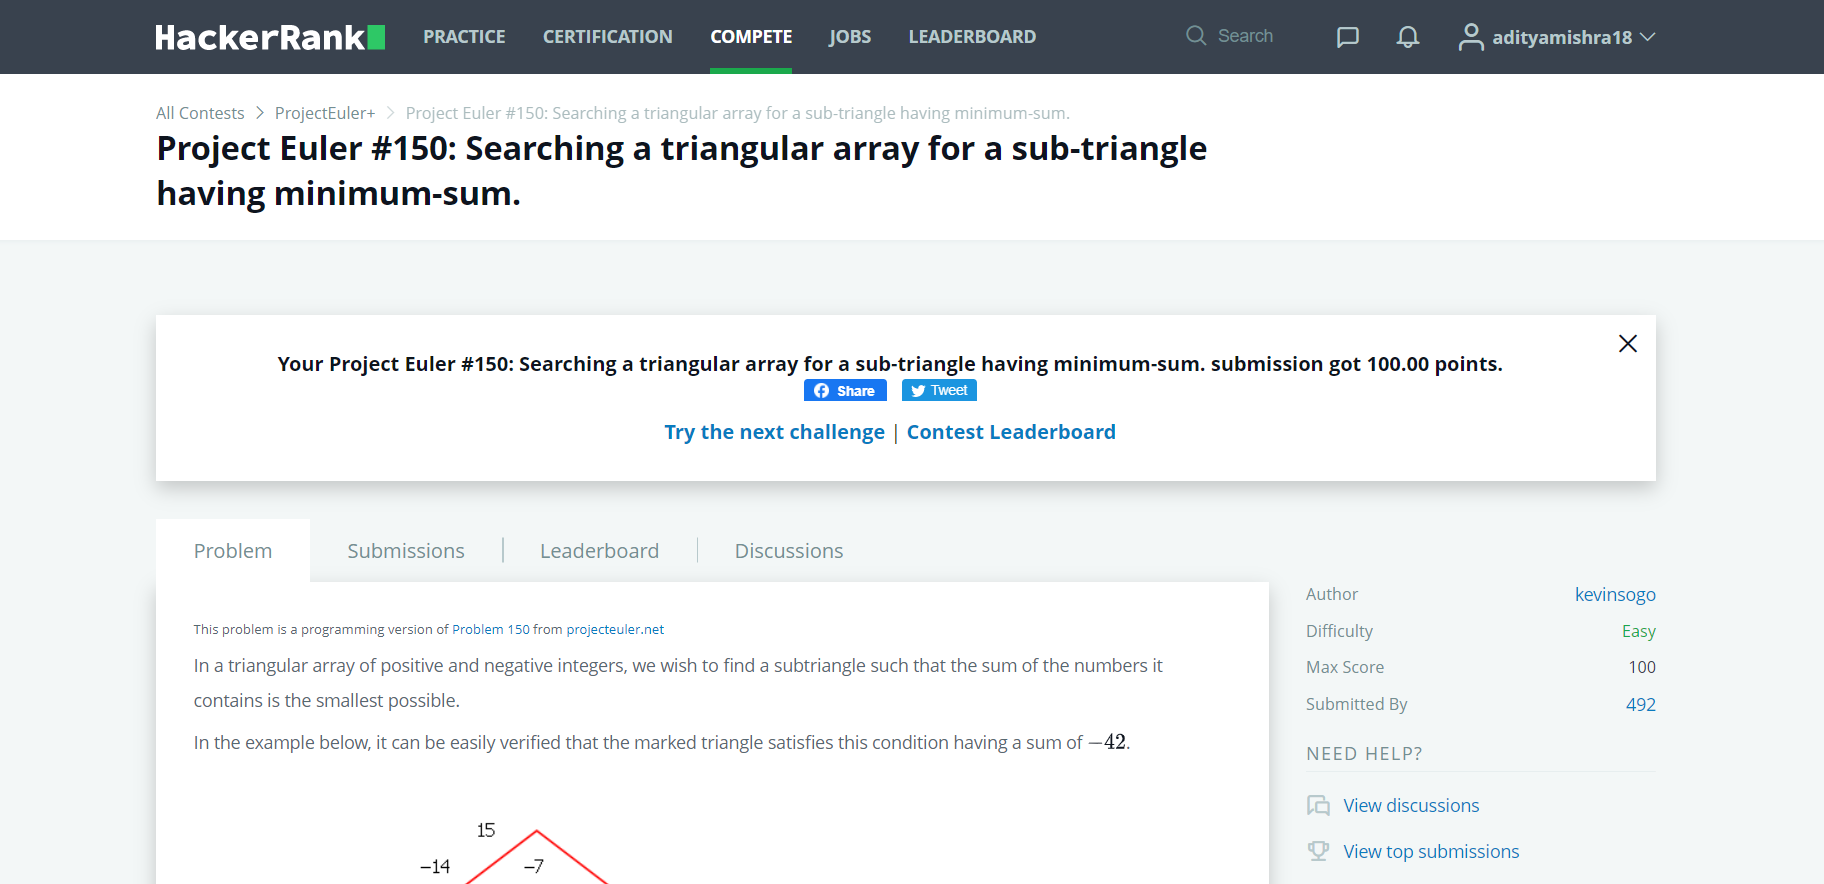 HackerRank PRACTICE CERTIFICATION COMPETE JOBS LEADERBOARD Search adityamishra18
All Contests ProjectEuler+ Project Euler #150: Searching a triangular array for a sub-triangle having minimum-sum.
Project Euler #150: Searching a triangular array for a sub-triangle
having minimum-sum.
Your Project Euler #150: Searching a triangular array for a sub-triangle having minimum-sum. submission got 100.00 points.
Share Tweet
Try the next challenge | Contest Leaderboard
Problem Submissions Leaderboard Discussions
This problem is a programming version of Problem 150 from projecteuler.net
In a triangular array of positive and negative integers, we wish to find a subtriangle such that the sum of the numbers it
contains is the smallest possible.
In the example below, it can be easily verified that the marked triangle satisfies this condition having a sum of −42.
15
−14 −7
Author kevinsogo
Difficulty Easy
Max Score 100
Submitted By 492
NEED HELP?
View discussions
View top submissions